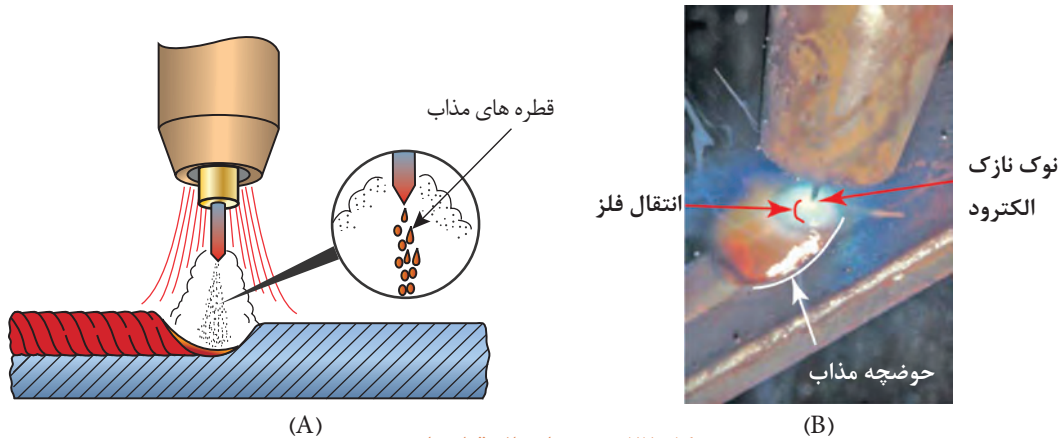 قطره های مذاب
نوک نازک
الکترود
انتقال فلز
حوضچه مذاب
(A)
(B)